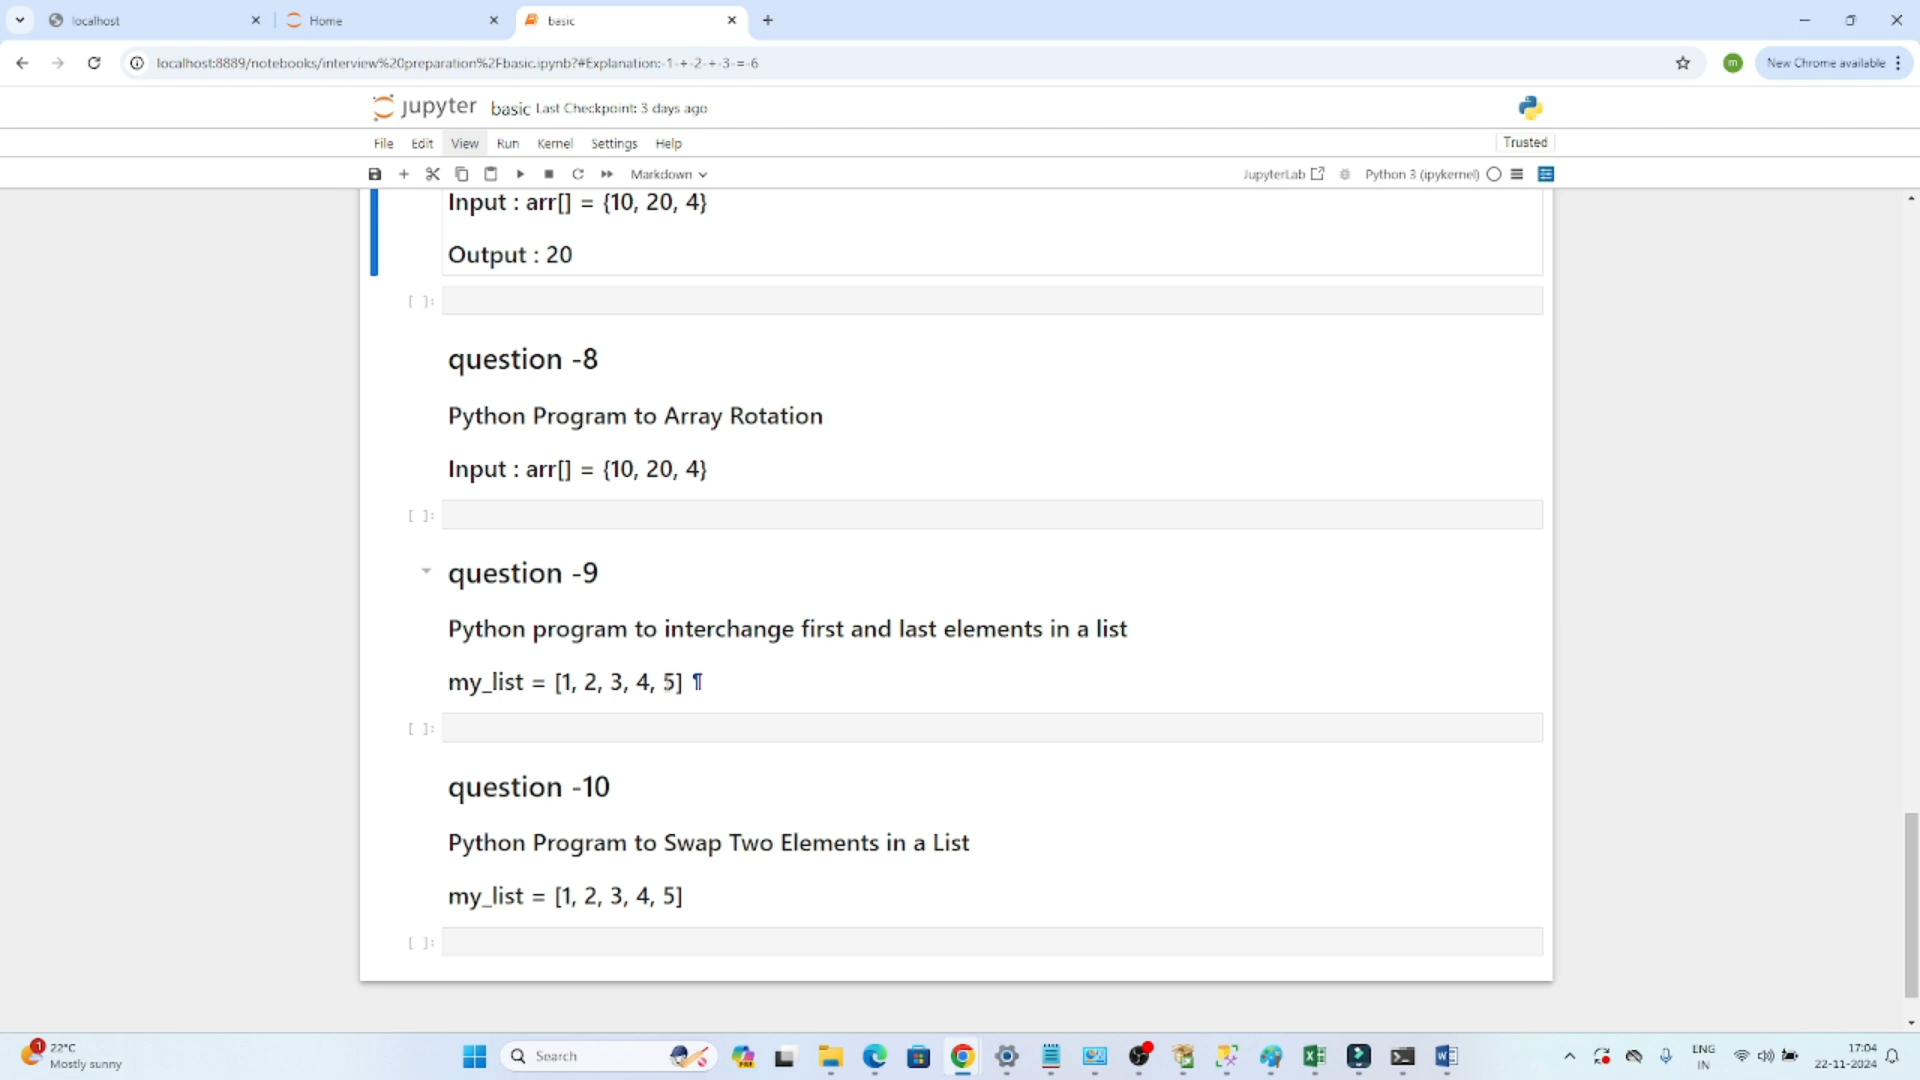 localhost
Home
basic
localhost:8889/notebooks/interview%20preparation%2Fbasic.ipynb?#Explanation:-1-+-2-+-3-=-6
m
New Chrome available
jupyter basic Last Checkpoint: 3 days ago
File Edit View Run Kernel Settings Help
Trusted
Markdown
JupyterLab
Python 3 (ipykernel)
Input : arr[] = {10, 20, 4}
Output : 20
[ ]:
question -8
Python Program to Array Rotation
Input : arr[] = {10, 20, 4}
[ ]:
question -9
Python program to interchange first and last elements in a list
my_list = [1, 2, 3, 4, 5] ¶
[ ]:
question -10
Python Program to Swap Two Elements in a List
my_list = [1, 2, 3, 4, 5]
[ ]:
1
22°C
Mostly sunny
Search
ENG
IN
17:04
22-11-2024